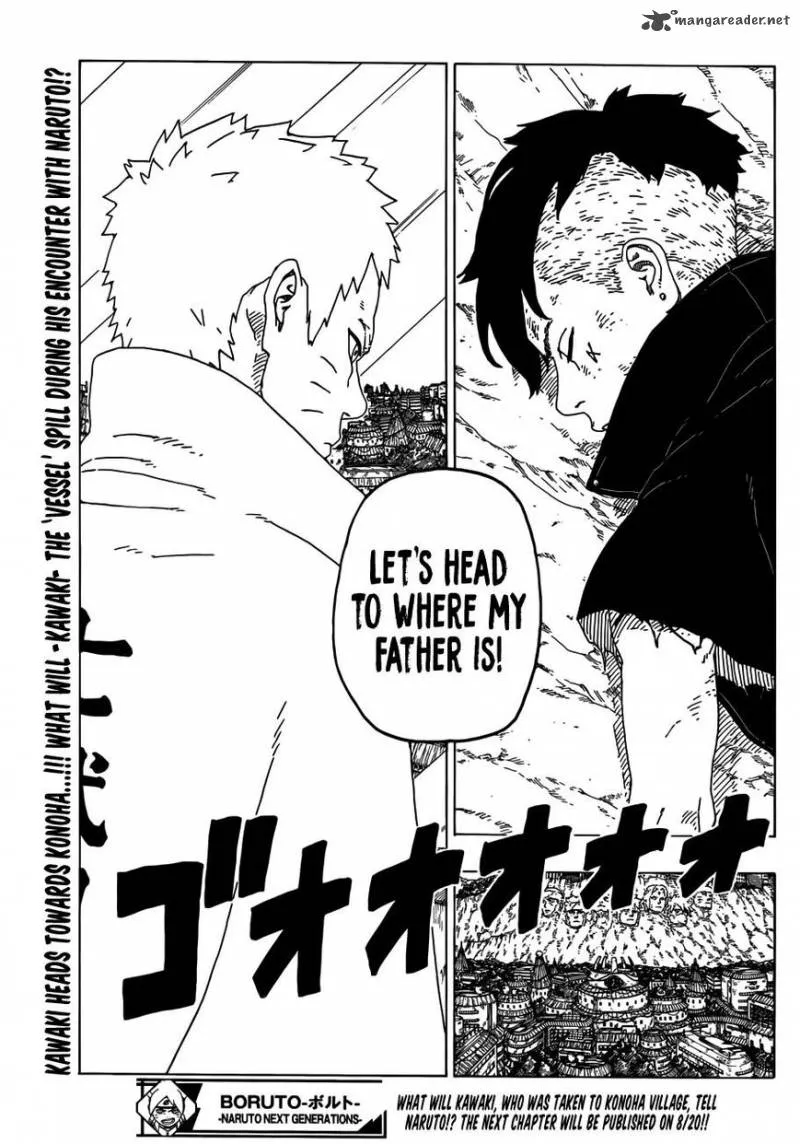 mangareader.net
KAWAKI HEADS TOWARDS KONOHA...!!! WHAT WILL -KAWAKI- THE 'VESSEL' SPILL DURING HIS ENCOUNTER WITH NARUTO!?
LET'S HEAD
TO WHERE MY
FATHER IS!
ゴオオオオオ
BORUTO-ボルト-
-NARUTO NEXT GENERATIONS-
WHAT WILL KAWAKI, WHO WAS TAKEN TO KONOHA VILLAGE, TELL
NARUTO!? THE NEXT CHAPTER WILL BE PUBLISHED ON 8/20!!